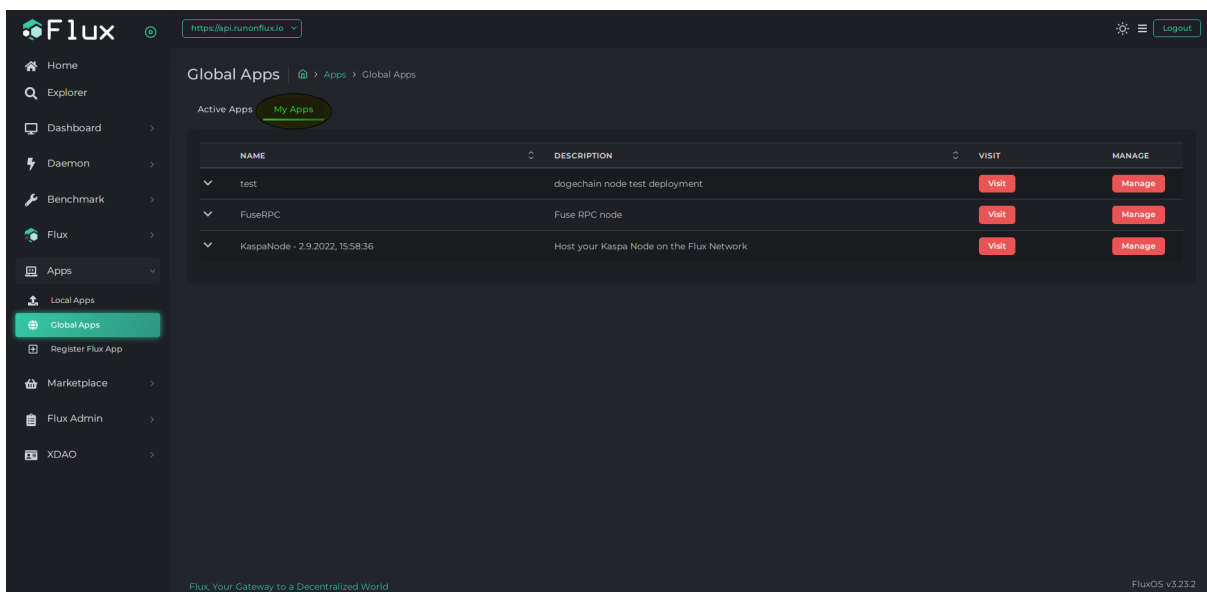 Flux
https://api.runonflux.io
Logout
Home
Explorer
Dashboard
Daemon
Benchmark
Flux
Apps
Local Apps
Global Apps
Register Flux App
Marketplace
Flux Admin
XDAO
Global Apps
Apps > Global Apps
Active Apps My Apps
NAME DESCRIPTION VISIT MANAGE
test dogechain node test deployment Visit Manage
FuseRPC Fuse RPC node Visit Manage
KaspaNode - 2.9.2022, 15:58:36 Host your Kaspa Node on the Flux Network Visit Manage
Flux, Your Gateway to a Decentralized World
FluxOS v3.23.2